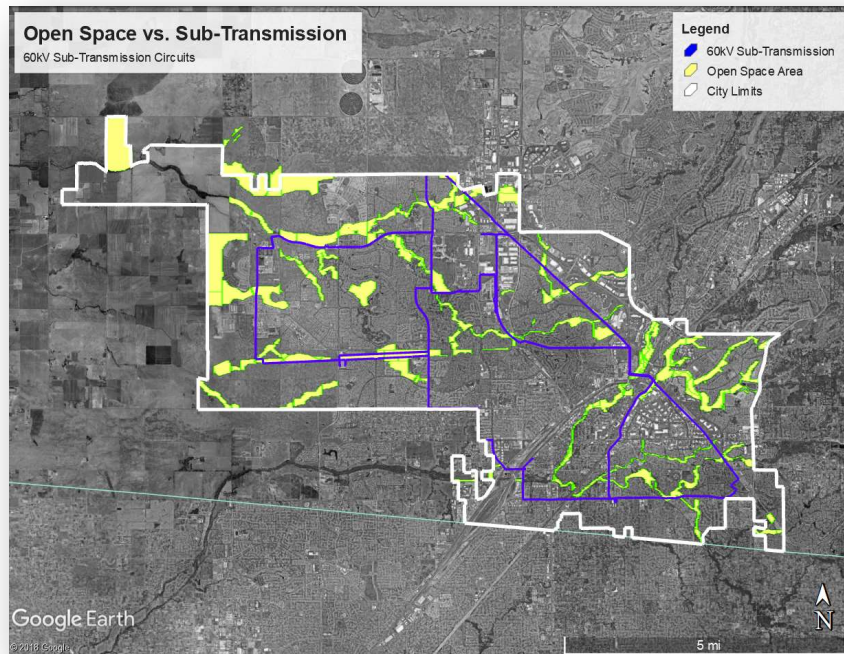 Open Space vs. Sub-Transmission
60kV Sub-Transmission Circuits
Legend
60kV Sub-Transmission
Open Space Area
City Limits
Google Earth
© 2018 Google
N
5 mi